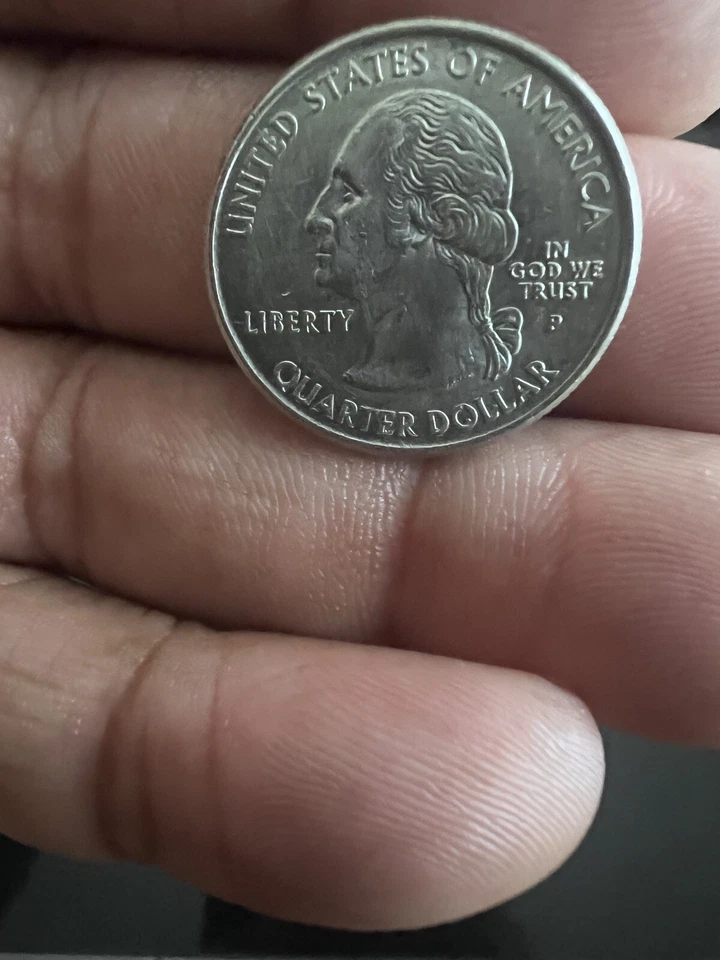 UNITED STATES OF AMERICA
LIBERTY
IN
GOD WE
TRUST
P
QUARTER DOLLAR